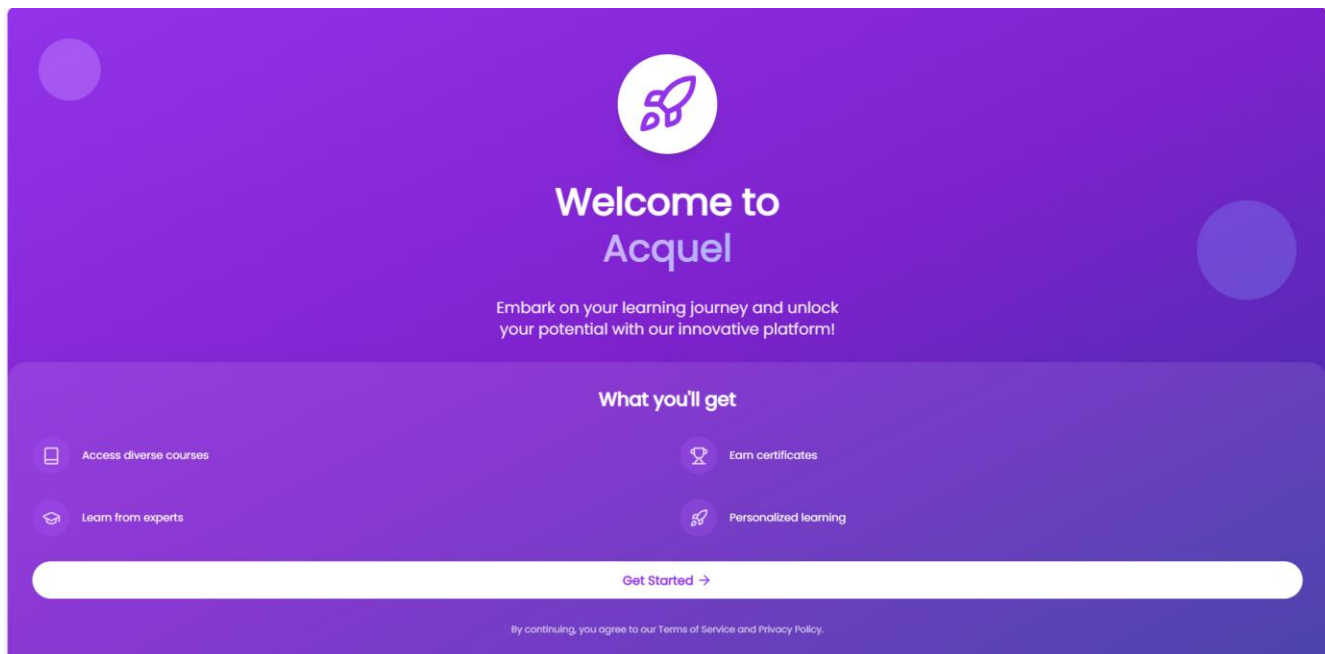 Welcome to
Acquel
Embark on your learning journey and unlock
your potential with our innovative platform!
What you'll get
Access diverse courses
Earn certificates
Learn from experts
Personalized learning
Get Started →
By continuing, you agree to our Terms of Service and Privacy Policy.